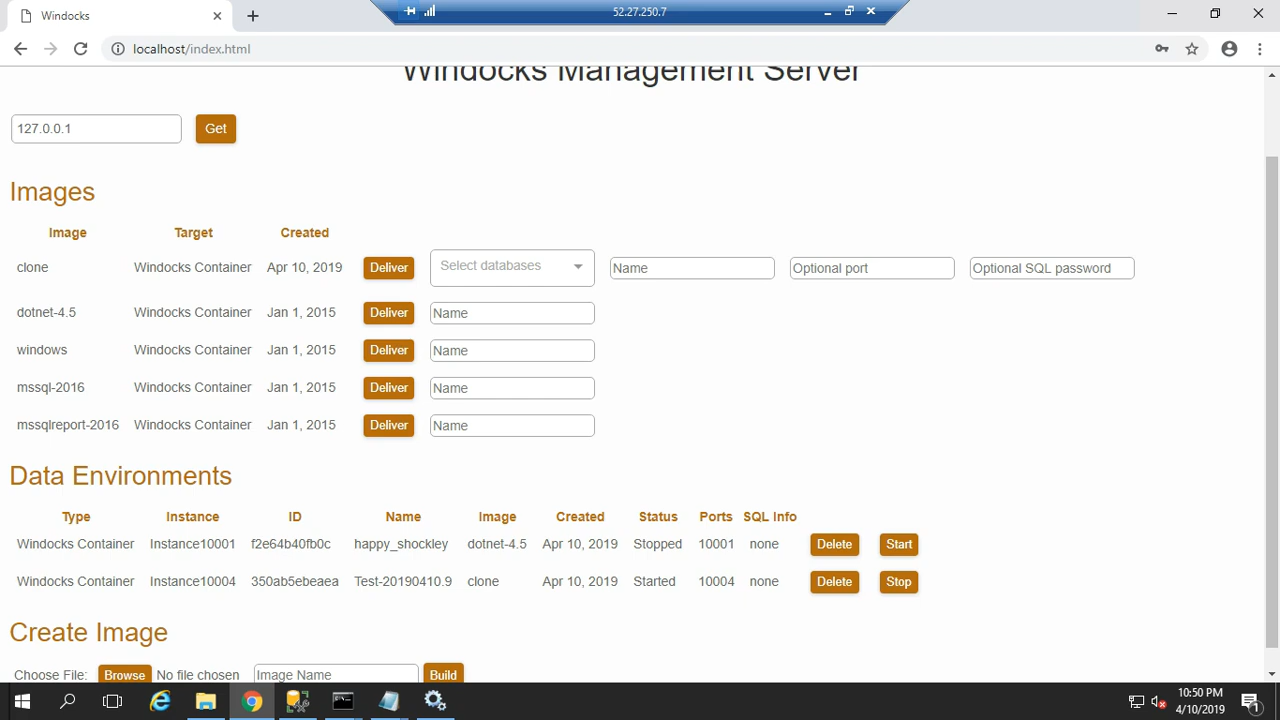 Windocks
52.27.250.7
localhost/index.html
Windocks Management Server
127.0.0.1 Get
Images
Image Target Created
clone Windocks Container Apr 10, 2019 Deliver Select databases Name Optional port Optional SQL password
dotnet-4.5 Windocks Container Jan 1, 2015 Deliver Name
windows Windocks Container Jan 1, 2015 Deliver Name
mssql-2016 Windocks Container Jan 1, 2015 Deliver Name
mssqlreport-2016 Windocks Container Jan 1, 2015 Deliver Name
Data Environments
Type Instance ID Name Image Created Status Ports SQL Info
Windocks Container Instance10001 f2e64b40fb0c happy_shockley dotnet-4.5 Apr 10, 2019 Stopped 10001 none Delete Start
Windocks Container Instance10004 350ab5ebeaea Test-20190410.9 clone Apr 10, 2019 Started 10004 none Delete Stop
Create Image
Choose File: Browse No file chosen Image Name Build
10:50 PM
4/10/2019
1